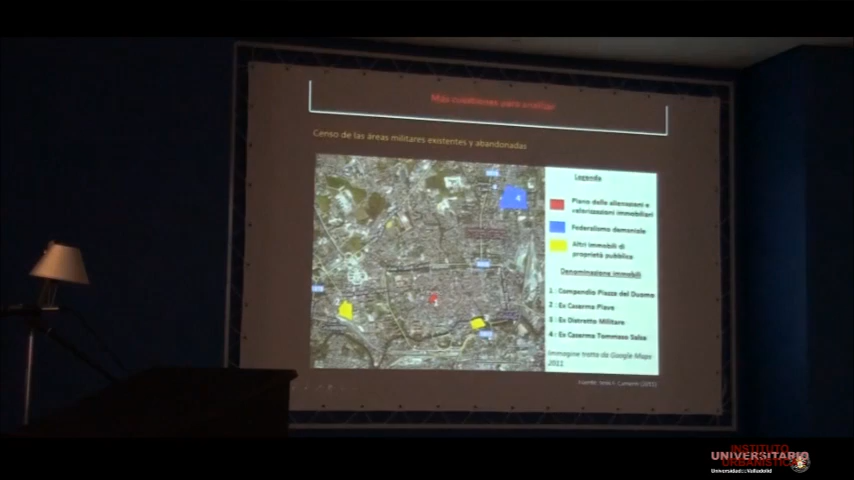 Más cuestiones para analizar
Censo de las áreas militares existentes y abandonadas
Legenda
Piano delle alienazioni e
valorizzazioni immobiliari
Federalismo demaniale
Altri immobili di
proprietà pubblica
Denominazione immobili
1 : Compendio Piazza del Duomo
2 : Ex Caserma Piave
3 : Ex Distretto Militare
4 : Ex Caserma Tommaso Salsa
Immagine tratta da Google Maps
2011
4
INSTITUTO
UNIVERSITARIO
URBANÍSTICA
Universidad de Valladolid